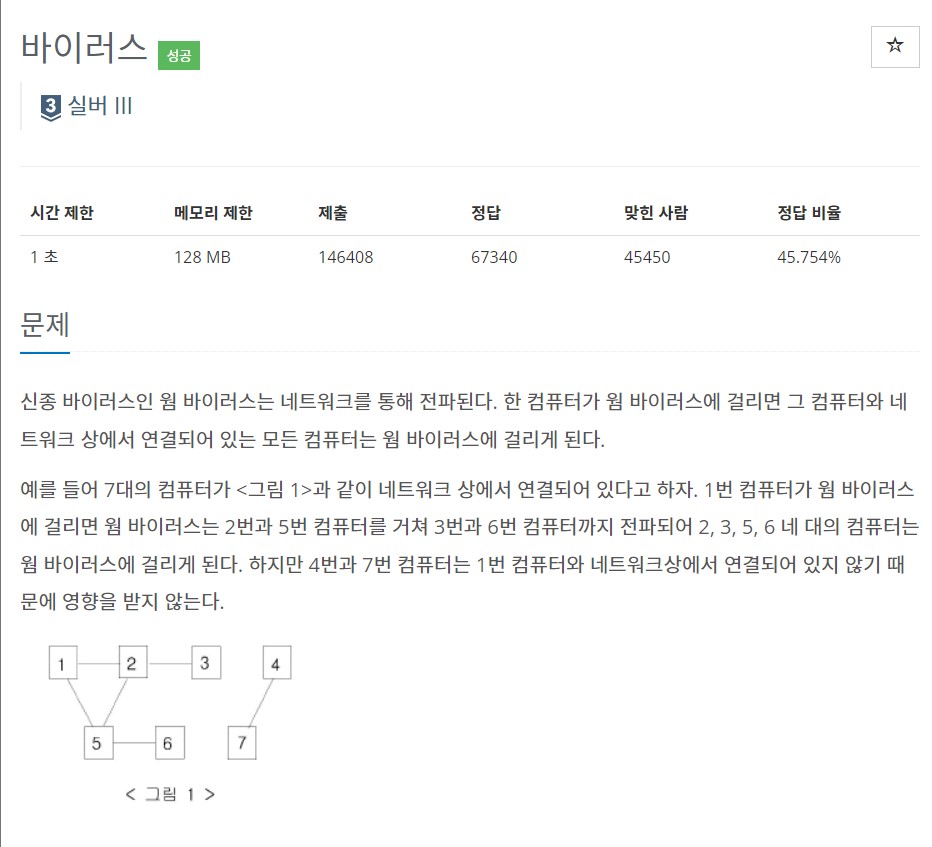 바이러스 성공
☆
3 실버 III
시간 제한 메모리 제한 제출 정답 맞힌 사람 정답 비율
1 초 128 MB 146408 67340 45450 45.754%
문제
신종 바이러스인 웜 바이러스는 네트워크를 통해 전파된다. 한 컴퓨터가 웜 바이러스에 걸리면 그 컴퓨터와 네
트워크 상에서 연결되어 있는 모든 컴퓨터는 웜 바이러스에 걸리게 된다.
예를 들어 7대의 컴퓨터가 <그림 1>과 같이 네트워크 상에서 연결되어 있다고 하자. 1번 컴퓨터가 웜 바이러스
에 걸리면 웜 바이러스는 2번과 5번 컴퓨터를 거쳐 3번과 6번 컴퓨터까지 전파되어 2, 3, 5, 6 네 대의 컴퓨터는
웜 바이러스에 걸리게 된다. 하지만 4번과 7번 컴퓨터는 1번 컴퓨터와 네트워크상에서 연결되어 있지 않기 때
문에 영향을 받지 않는다.
1 2 3 4
5 6 7
< 그림 1 >